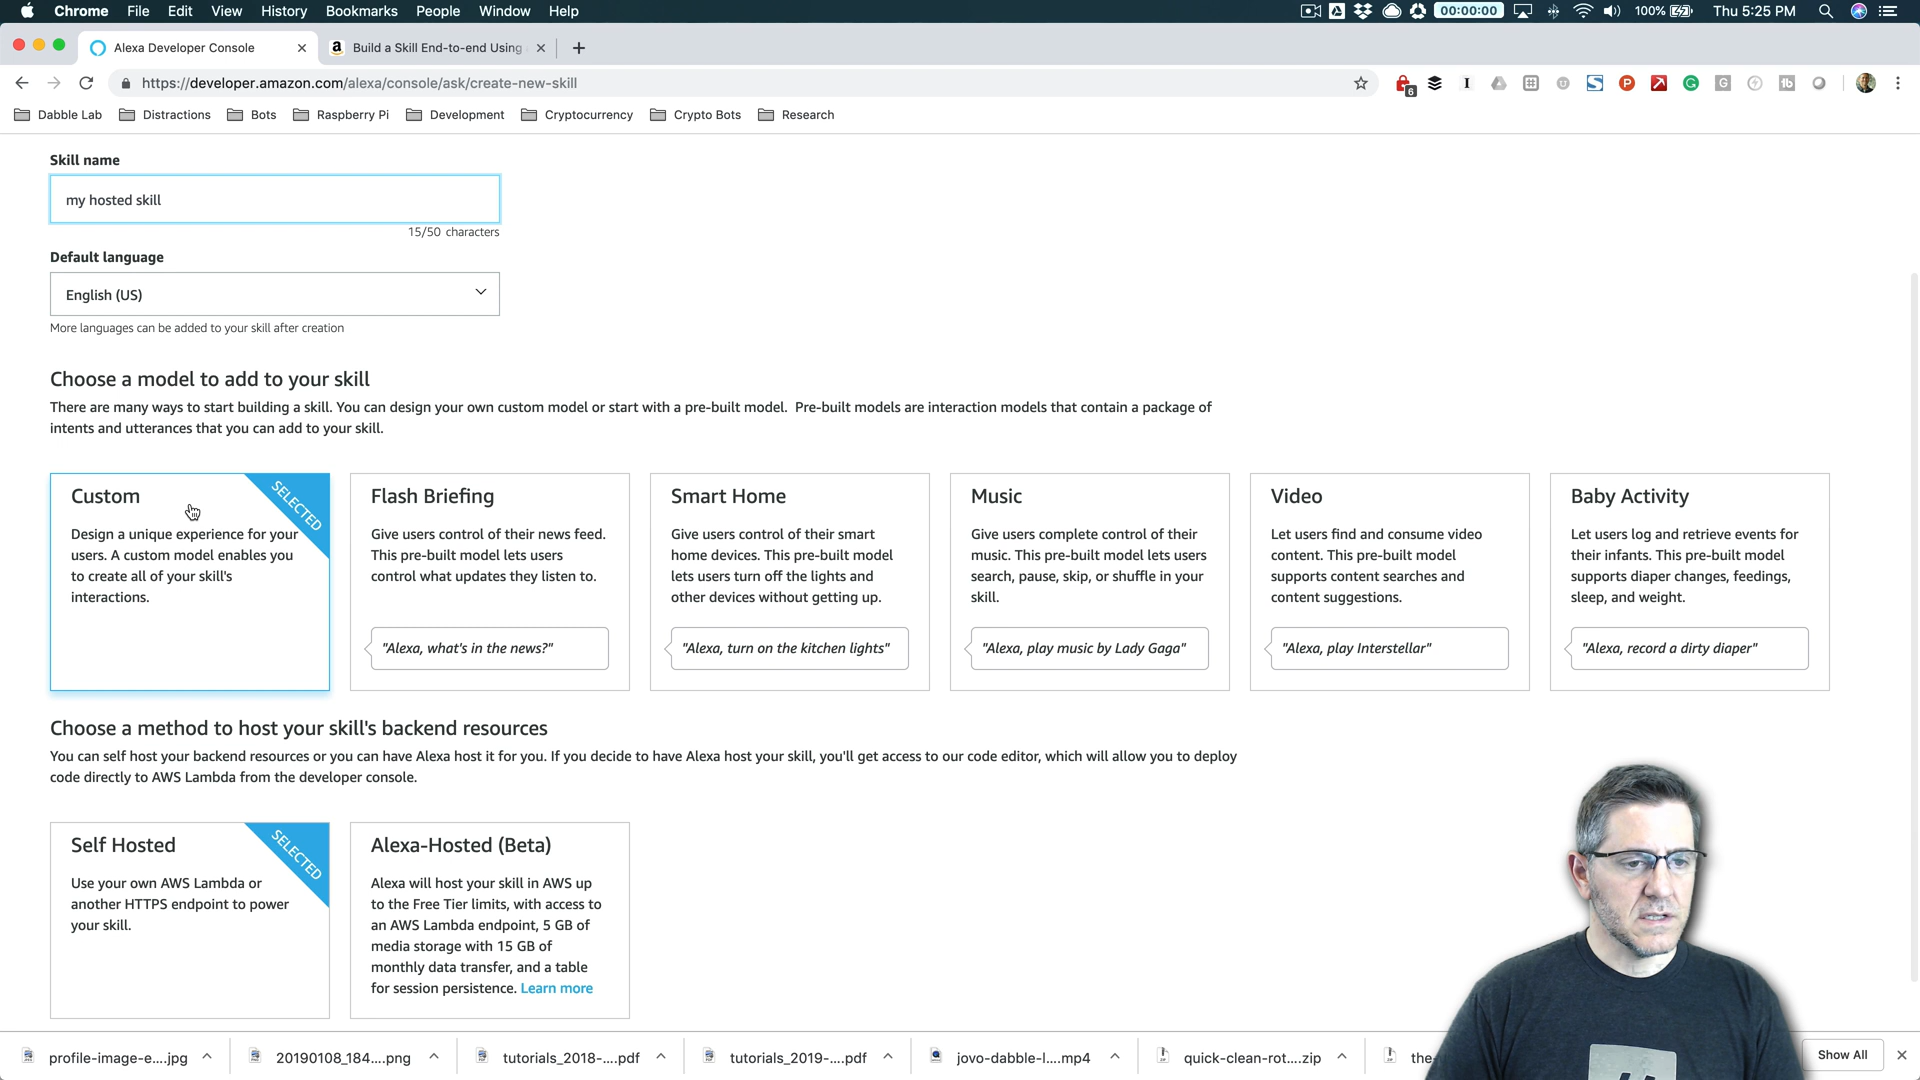 Chrome File Edit View History Bookmarks People Window Help 00:00:00 100% Thu 5:25 PM
Alexa Developer Console Build a Skill End-to-end Using
https://developer.amazon.com/alexa/console/ask/create-new-skill
Dabble Lab Distractions Bots Raspberry Pi Development Cryptocurrency Crypto Bots Research
Skill name
my hosted skill
15/50 characters
Default language
English (US)
More languages can be added to your skill after creation
Choose a model to add to your skill
There are many ways to start building a skill. You can design your own custom model or start with a pre-built model. Pre-built models are interaction models that contain a package of
intents and utterances that you can add to your skill.
Custom
SELECTED
Design a unique experience for your
users. A custom model enables you
to create all of your skill's
interactions.
Flash Briefing
Give users control of their news feed.
This pre-built model lets users
control what updates they listen to.
"Alexa, what's in the news?"
Smart Home
Give users control of their smart
home devices. This pre-built model
lets users turn off the lights and
other devices without getting up.
"Alexa, turn on the kitchen lights"
Music
Give users complete control of their
music. This pre-built model lets users
search, pause, skip, or shuffle in your
skill.
"Alexa, play music by Lady Gaga"
Video
Let users find and consume video
content. This pre-built model
supports content searches and
content suggestions.
"Alexa, play Interstellar"
Baby Activity
Let users log and retrieve events for
their infants. This pre-built model
supports diaper changes, feedings,
sleep, and weight.
"Alexa, record a dirty diaper"
Choose a method to host your skill's backend resources
You can self host your backend resources or you can have Alexa host it for you. If you decide to have Alexa host your skill, you'll get access to our code editor, which will allow you to deploy
code directly to AWS Lambda from the developer console.
Self Hosted
SELECTED
Use your own AWS Lambda or
another HTTPS endpoint to power
your skill.
Alexa-Hosted (Beta)
Alexa will host your skill in AWS up
to the Free Tier limits, with access to
an AWS Lambda endpoint, 5 GB of
media storage with 15 GB of
monthly data transfer, and a table
for session persistence. Learn more
profile-image-e....jpg 20190108_184....png tutorials_2018-....pdf tutorials_2019-....pdf jovo-dabble-l....mp4 quick-clean-rot....zip the- Show All